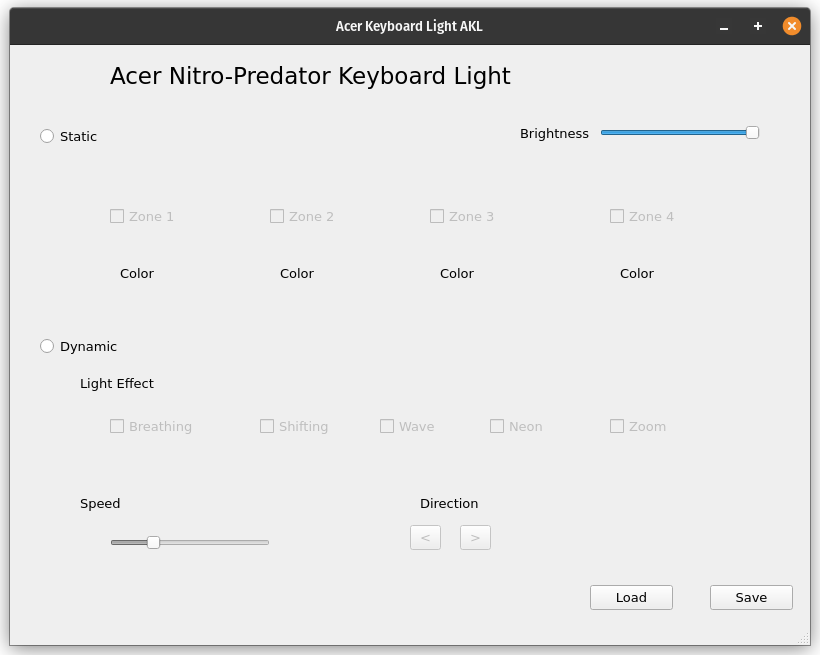 Acer Keyboard Light AKL
Acer Nitro-Predator Keyboard Light
Static
Brightness
Zone 1 Zone 2 Zone 3 Zone 4
Color Color Color Color
Dynamic
Light Effect
Breathing Shifting Wave Neon Zoom
Speed Direction
< >
Load Save